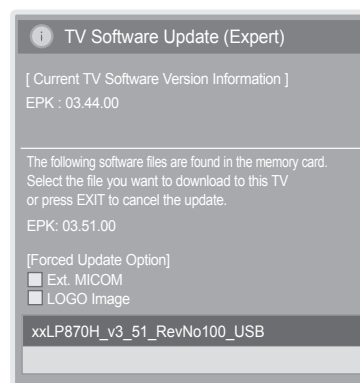 TV Software Update (Expert)
[ Current TV Software Version Information ]
EPK : 03.44.00
The following software files are found in the memory card.
Select the file you want to download to this TV
or press EXIT to cancel the update.
EPK: 03.51.00
[Forced Update Option]
Ext. MICOM
LOGO Image
xxLP870H_v3_51_RevNo100_USB